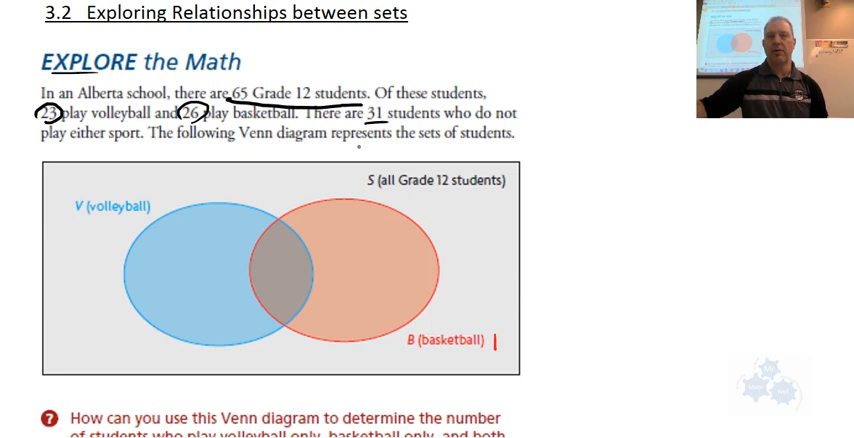 3.2 Exploring Relationships between sets
EXPLORE the Math
In an Alberta school, there are 65 Grade 12 students. Of these students,
23 play volleyball and 26 play basketball. There are 31 students who do not
play either sport. The following Venn diagram represents the sets of students.
S (all Grade 12 students)
V (volleyball)
B (basketball)
? How can you use this Venn diagram to determine the number
of students who play volleyball only, basketball only, and both